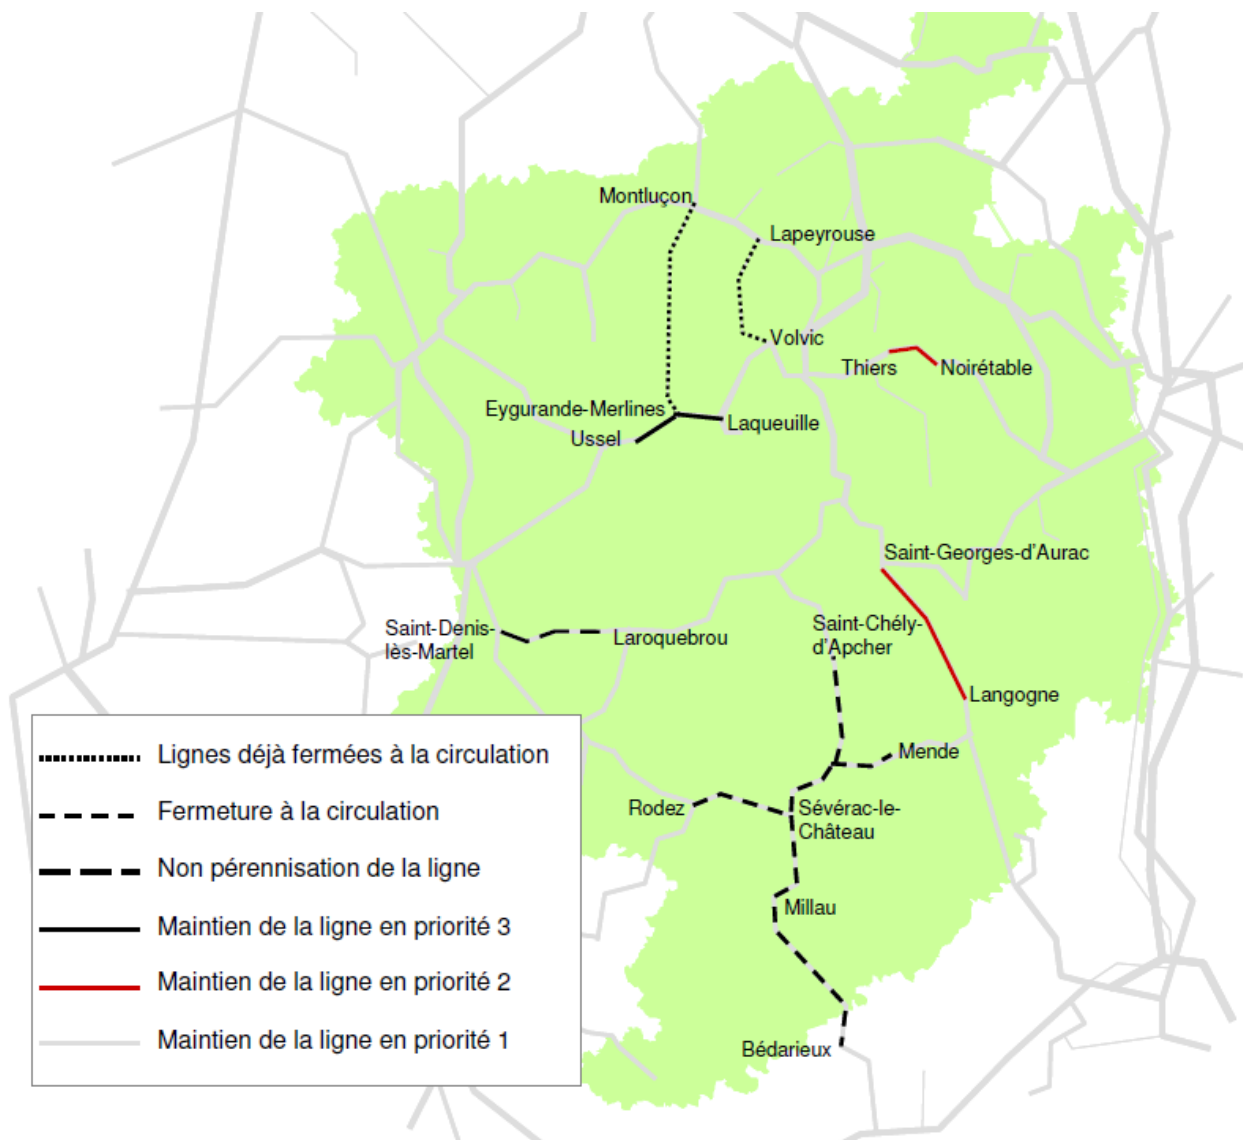 Montluçon
Lapeyrouse
Volvic
Thiers
Noirétable
Eygurande-Merlines
Ussel
Laqueuille
Saint-Georges-d'Aurac
Saint-Denis-
lès-Martel
Laroquebrou
Saint-Chély-
d'Apcher
Langogne
Mende
Rodez
Sévérac-le-
Château
Millau
Bédarieux
Lignes déjà fermées à la circulation
Fermeture à la circulation
Non pérennisation de la ligne
Maintien de la ligne en priorité 3
Maintien de la ligne en priorité 2
Maintien de la ligne en priorité 1